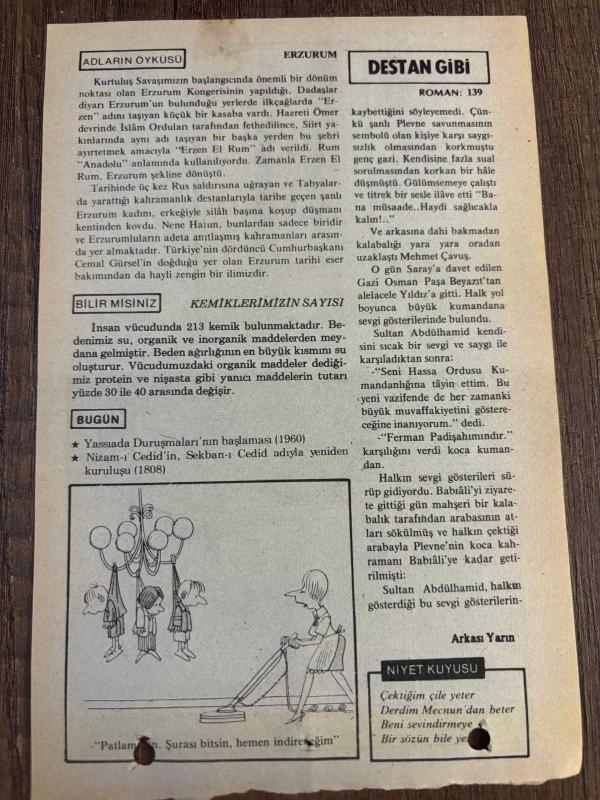 ADLARIN ÖYKÜSÜ
ERZURUM
Kurtuluş Savaşımızın başlangıcında önemli bir dönüm
noktası olan Erzurum Kongerisinin yapıldığı, Dadaşlar
diyarı Erzurum'un bulunduğu yerlerde ilkçağlarda "Er-
zen" adını taşıyan küçük bir kasaba vardı. Hazreti Ömer
devrinde İslâm Orduları tarafından fethedilince, Siirt ya-
kınlarında aynı adı taşıyan bir başka yerden bu şehri
ayırtetmek amacıyla "Erzen El Rum" adı verildi. Rum
"Anadolu" anlamında kullanılıyordu. Zamanla Erzen El
Rum, Erzurum şekline dönüştü.
Tarihinde üç kez Rus saldırısına uğrayan ve Tabyalar-
da yarattığı kahramanlık destanlarıyla tarihe geçen şanlı
Erzurum kadını, erkeğiyle silâh başına koşup düşmanı
kentinden kovdu. Nene Hatun, bunlardan sadece biridir
ve Erzurumluların adeta anıtlaşmış kahramanları arasın-
da yer almaktadır. Türkiye'nin dördüncü Cumhurbaşkanı
Cemal Gürsel'in doğduğu yer olan Erzurum tarihi eser
bakımından da hayli zengin bir ilimizdir.
BİLİR MİSİNİZ
KEMİKLERİMİZİN SAYISI
İnsan vücudunda 213 kemik bulunmaktadır. Be-
denimiz su, organik ve inorganik maddelerden mey-
dana gelmiştir. Beden ağırlığının en büyük kısmını su
oluşturur. Vücudumuzdaki organik maddeler dediği-
miz protein ve nişasta gibi yanıcı maddelerin tutarı
yüzde 30 ile 40 arasında değişir.
BUGÜN
★ Yassıada Duruşmaları'nın başlaması (1960)
★ Nizam-ı Cedid'in, Sekban-ı Cedid adıyla yeniden
kuruluşu (1808)
-"Patlam ın. Şurası bitsin, hemen indireceğim"
DESTAN GİBİ
ROMAN: 139
kaybettiğini söyleyemedi. Çün-
kü şanlı Plevne savunmasının
sembolü olan kişiye karşı saygı-
sızlık olmasından korkmuştu
genç gazi. Kendisine fazla sual
sorulmasından korkan bir hâle
düşmüştü. Gülümsemeye çalıştı
ve titrek bir sesle ilâve etti "Ba-
na müsaade..Haydi sağlıcakla
kalın!.."
Ve arkasına dahi bakmadan
kalabalığı yara yara oradan
uzaklaştı Mehmet Çavuş.
O gün Saray'a davet edilen
Gazi Osman Paşa Beyazıt'tan
alelacele Yıldız'a gitti. Halk yol
boyunca büyük kumandana
sevgi gösterilerinde bulundu.
Sultan Abdülhamid kendi-
sini sıcak bir sevgi ve saygı ile
karşıladıktan sonra:
-"Seni Hassa Ordusu Ku-
mandanlığına tâyin ettim. Bu
yeni vazifende de her zamanki
büyük muvaffakiyetini göstere-
ceğine inanıyorum." dedi.
-"Ferman Padişahımındır."
karşılığını verdi koca kuman-
dan.
Halkın sevgi gösterileri sü-
rüp gidiyordu. Babıâli'yi ziyare-
te gittiği gün mahşeri bir kala-
balık tarafından arabasının at-
ları sökülmüş ve halkın çektiği
arabayla Plevne'nin koca kah-
ramanı Babıâli'ye kadar geti-
rilmişti:
Sultan Abdülhamid, halkın
gösterdiği bu sevgi gösterilerin-
Arkası Yarın
NİYET KUYUSU
Çektiğim çile yeter
Derdim Mecnun'dan beter
Beni sevindirmeye
Bir sözün bile